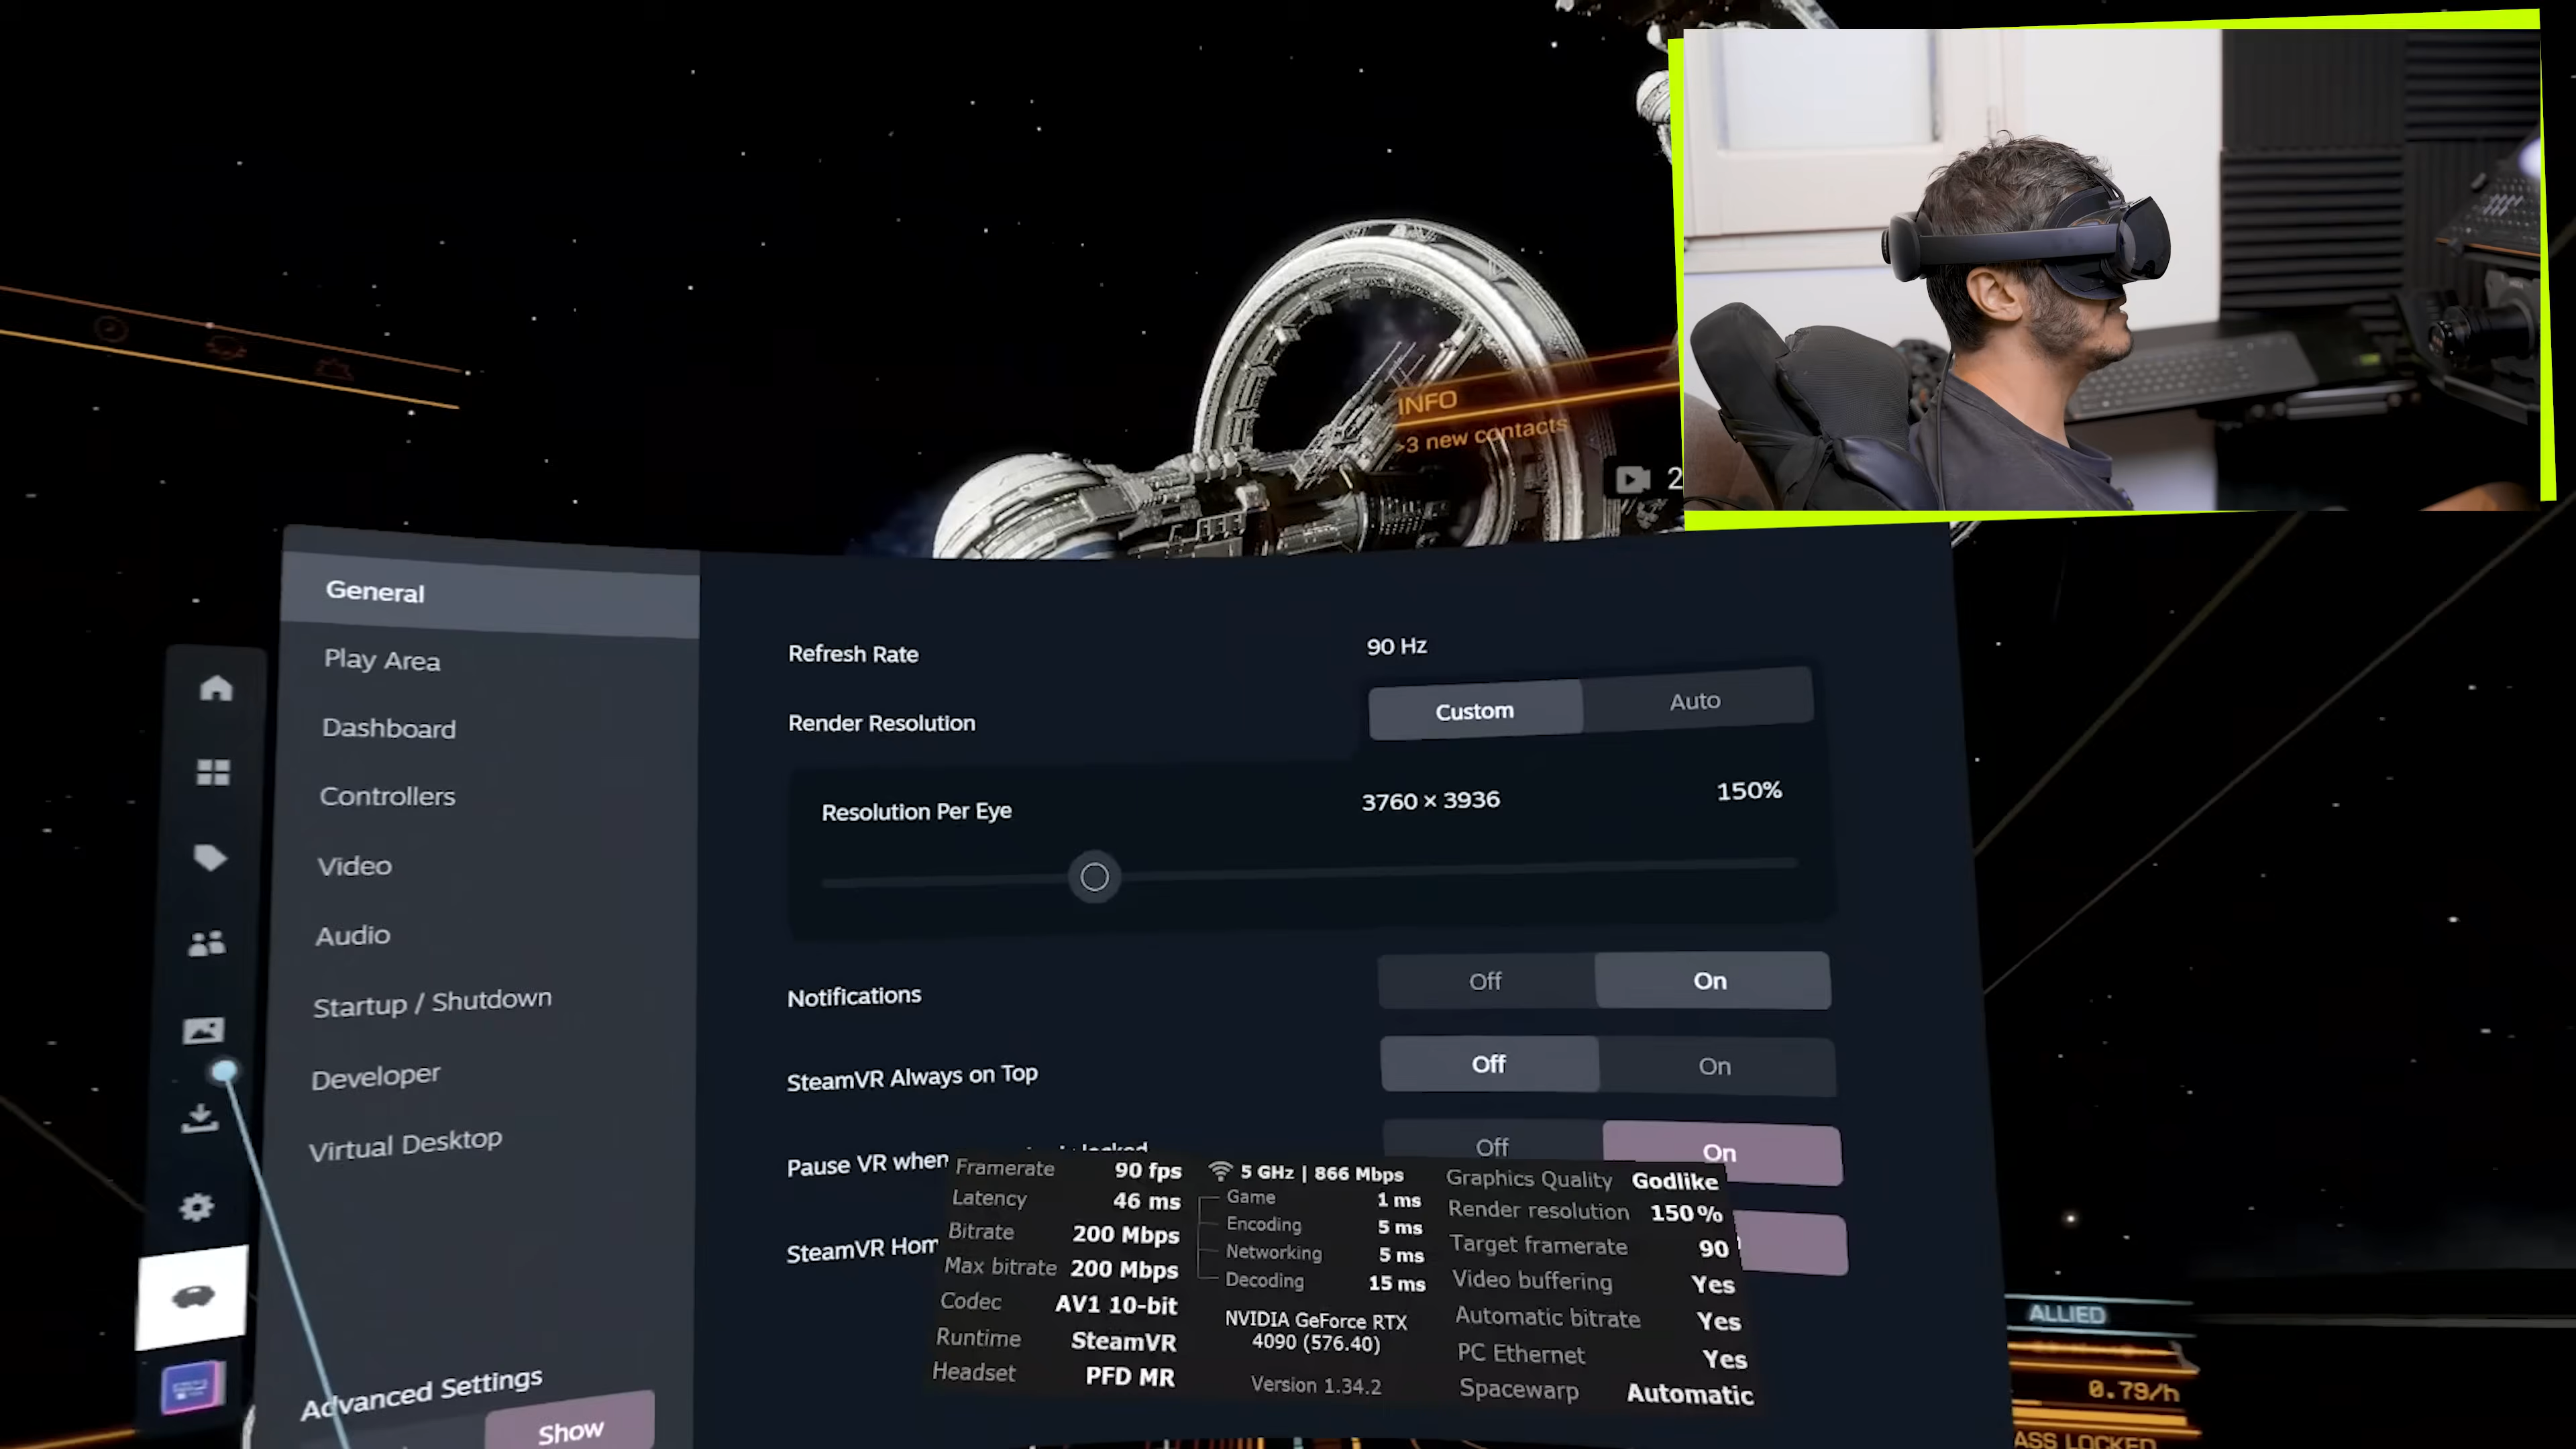 INFO
>3 new contacts
2
General
Play Area
Dashboard
Controllers
Video
Audio
Startup / Shutdown
Developer
Virtual Desktop
Advanced Settings
Show
Refresh Rate 90 Hz
Render Resolution Custom Auto
Resolution Per Eye 3760 × 3936 150%
Notifications Off On
SteamVR Always on Top Off On
Pause VR when Off On
SteamVR Hom
Framerate 90 fps
Latency 46 ms
Bitrate 200 Mbps
Max bitrate 200 Mbps
Codec AV1 10-bit
Runtime SteamVR
Headset PFD MR
5 GHz | 866 Mbps
Game 1 ms
Encoding 5 ms
Networking 5 ms
Decoding 15 ms
NVIDIA GeForce RTX
4090 (576.40)
Version 1.34.2
Graphics Quality Godlike
Render resolution 150%
Target framerate 90
Video buffering Yes
Automatic bitrate Yes
PC Ethernet Yes
Spacewarp Automatic
ALLIED
0.79/h
ASS LOCKED